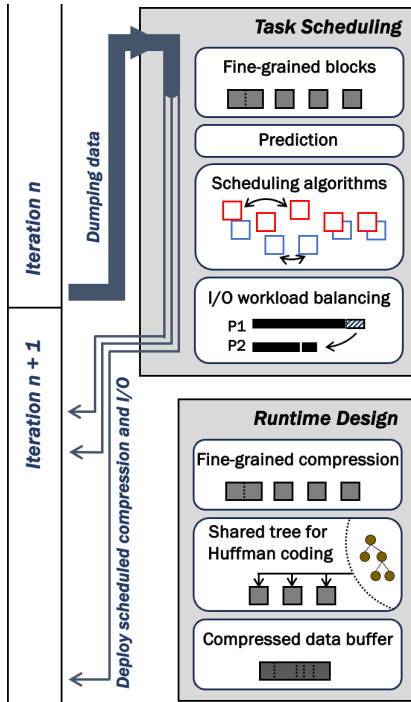 Task Scheduling
Fine-grained blocks
Prediction
Scheduling algorithms
I/O workload balancing
P1
P2
Iteration n
Dumping data
Iteration n + 1
Deploy scheduled compression and I/O
Runtime Design
Fine-grained compression
Shared tree for
Huffman coding
Compressed data buffer